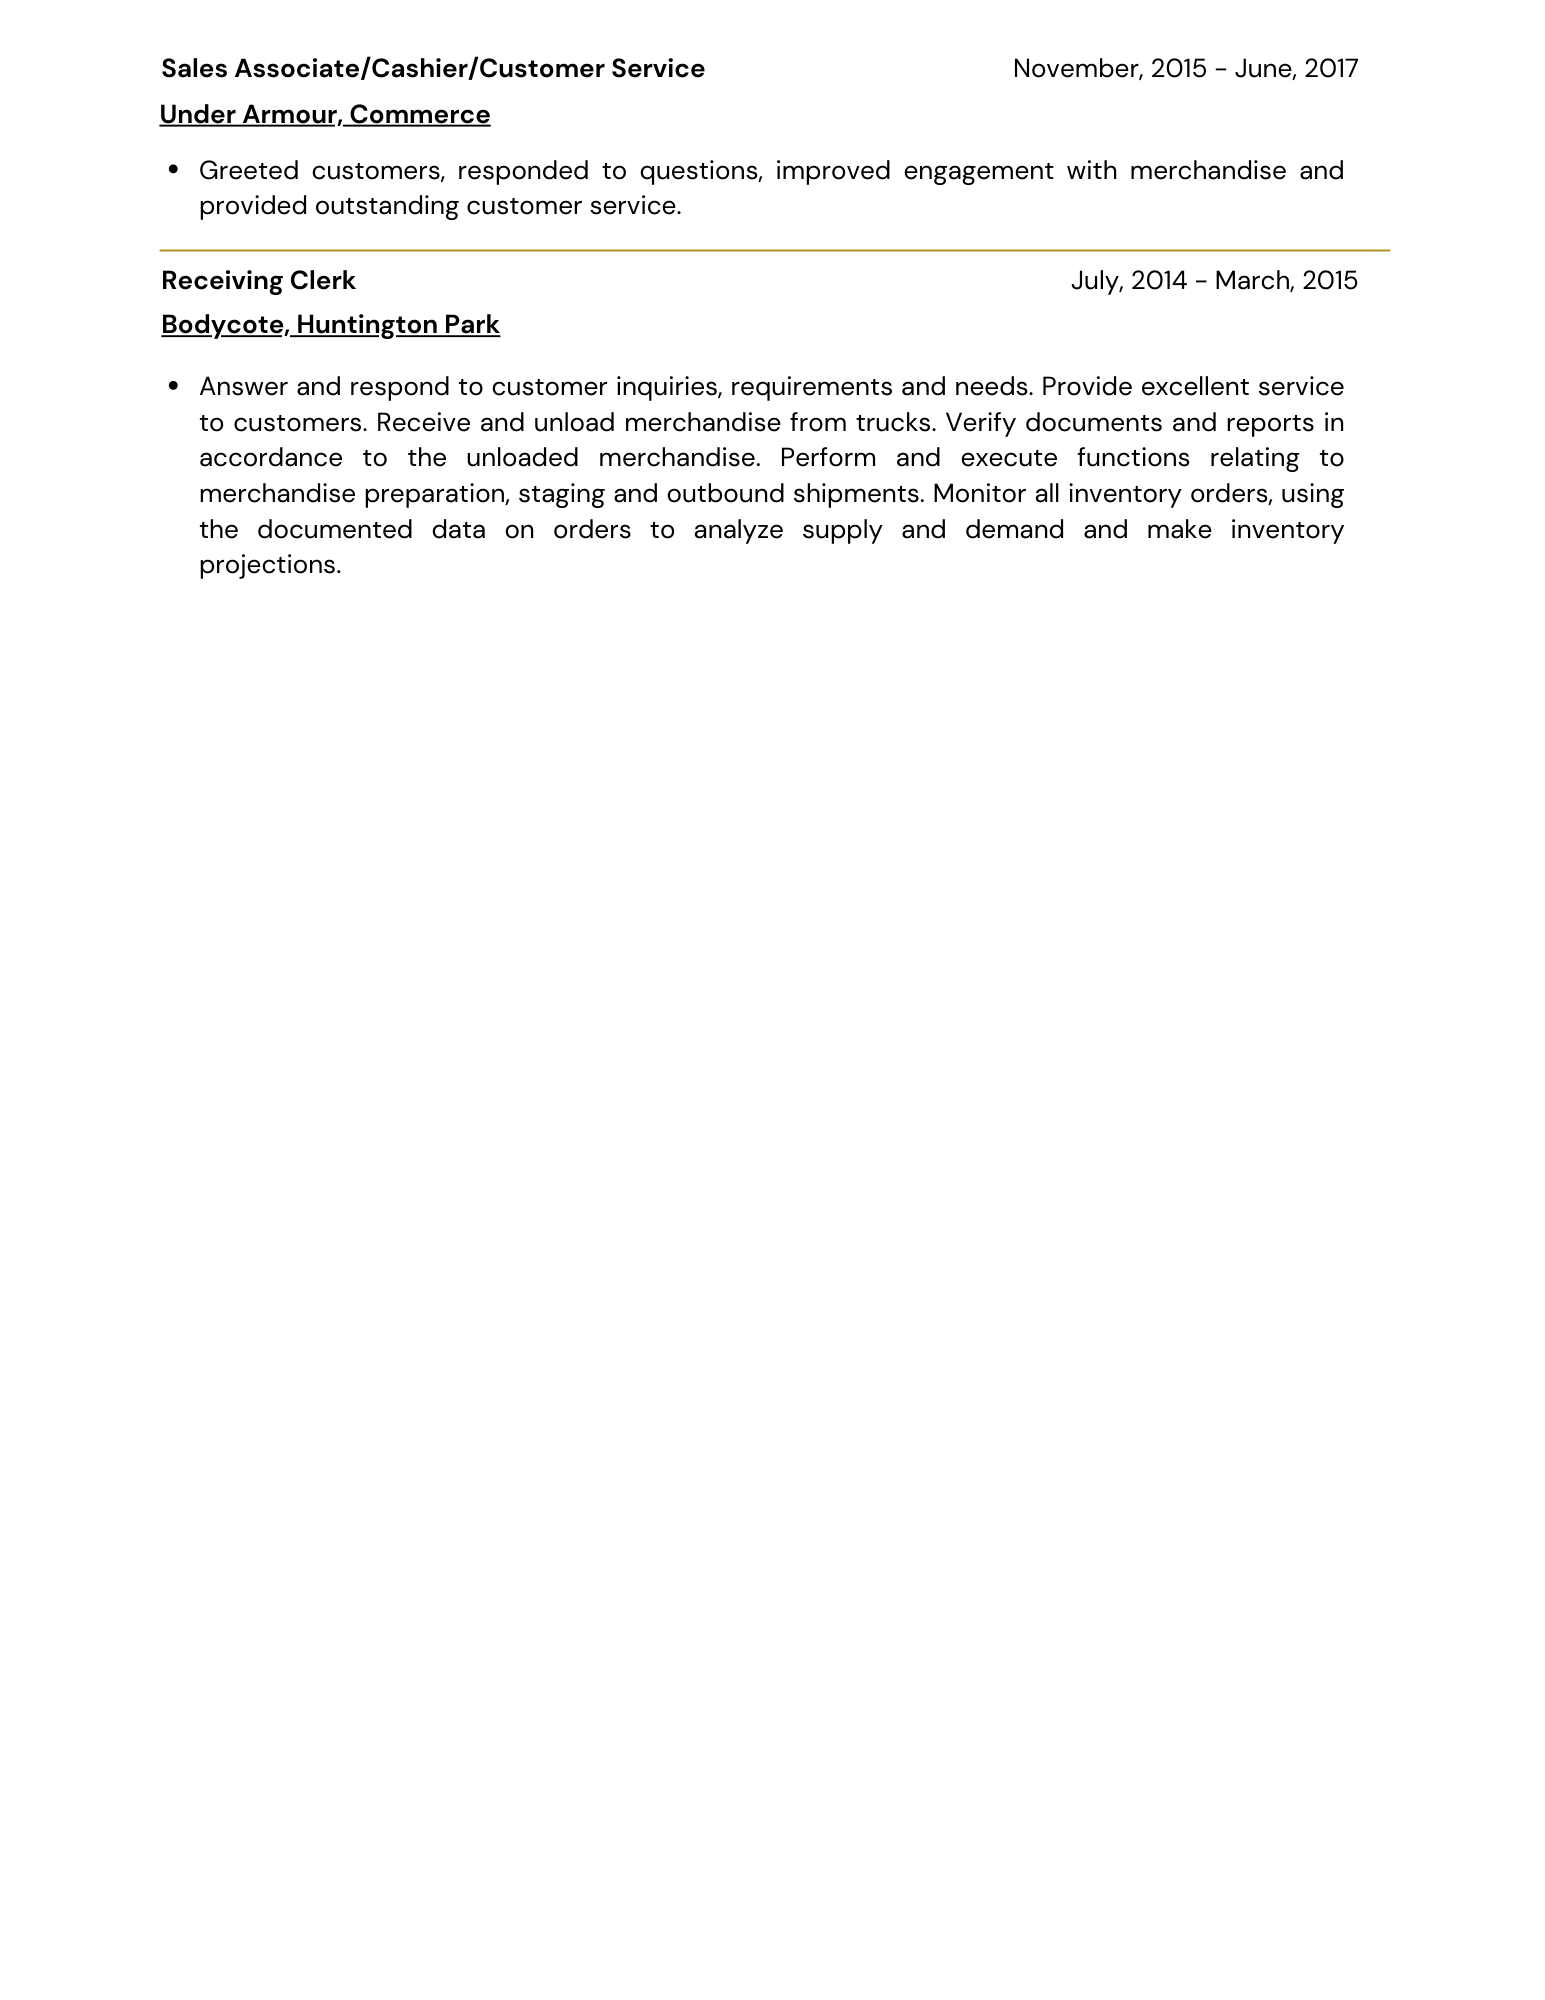 Sales Associate/Cashier/Customer Service November, 2015 - June, 2017
Under Armour, Commerce
• Greeted customers, responded to questions, improved engagement with merchandise and
provided outstanding customer service.
Receiving Clerk July, 2014 - March, 2015
Bodycote, Huntington Park
• Answer and respond to customer inquiries, requirements and needs. Provide excellent service
to customers. Receive and unload merchandise from trucks. Verify documents and reports in
accordance to the unloaded merchandise. Perform and execute functions relating to
merchandise preparation, staging and outbound shipments. Monitor all inventory orders, using
the documented data on orders to analyze supply and demand and make inventory
projections.